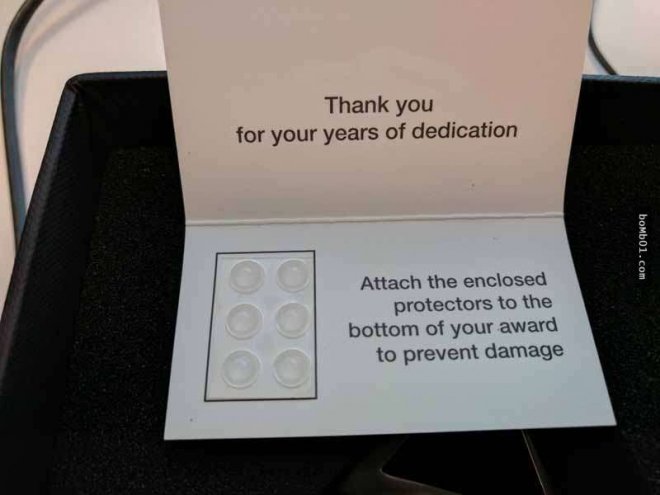 Thank you
for your years of dedication
Attach the enclosed
protectors to the
bottom of your award
to prevent damage
boMb01.com